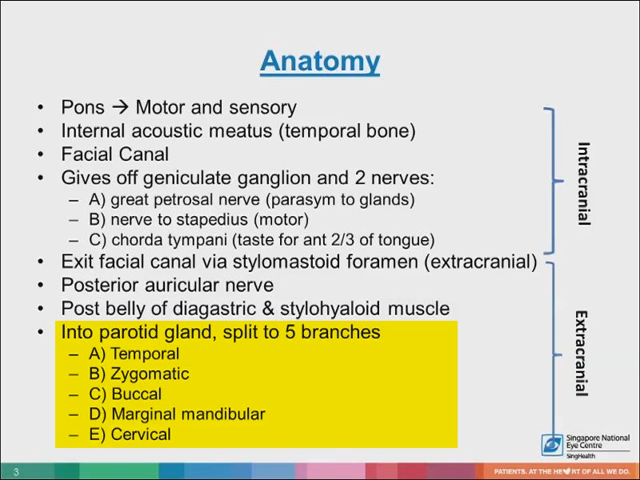 Anatomy
• Pons → Motor and sensory
• Internal acoustic meatus (temporal bone)
• Facial Canal
• Gives off geniculate ganglion and 2 nerves:
– A) great petrosal nerve (parasym to glands)
– B) nerve to stapedius (motor)
– C) chorda tympani (taste for ant 2/3 of tongue)
• Exit facial canal via stylomastoid foramen (extracranial)
• Posterior auricular nerve
• Post belly of diagastric & stylohyaloid muscle
• Into parotid gland, split to 5 branches
– A) Temporal
– B) Zygomatic
– C) Buccal
– D) Marginal mandibular
– E) Cervical
Intracranial
Extracranial
Singapore National
Eye Centre
SingHealth
3
PATIENTS. AT THE HE♥RT OF ALL WE DO.